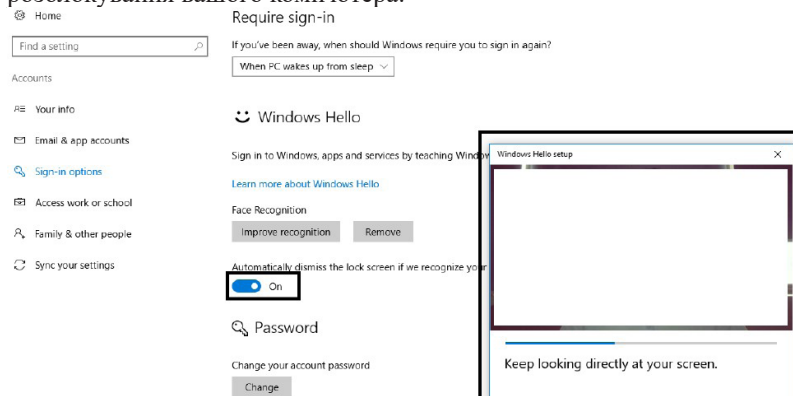 розблокування вашого комп'ютера.
Home
Find a setting
Accounts
Your info
Email & app accounts
Sign-in options
Access work or school
Family & other people
Sync your settings
Require sign-in
If you've been away, when should Windows require you to sign in again?
When PC wakes up from sleep
Windows Hello
Sign in to Windows, apps and services by teaching
Learn more about Windows Hello
Face Recognition
Improve recognition
Remove
Automatically dismiss the lock screen if we recognize your
On
Password
Change your account password
Change
Windows Hello setup
Keep looking directly at your screen.